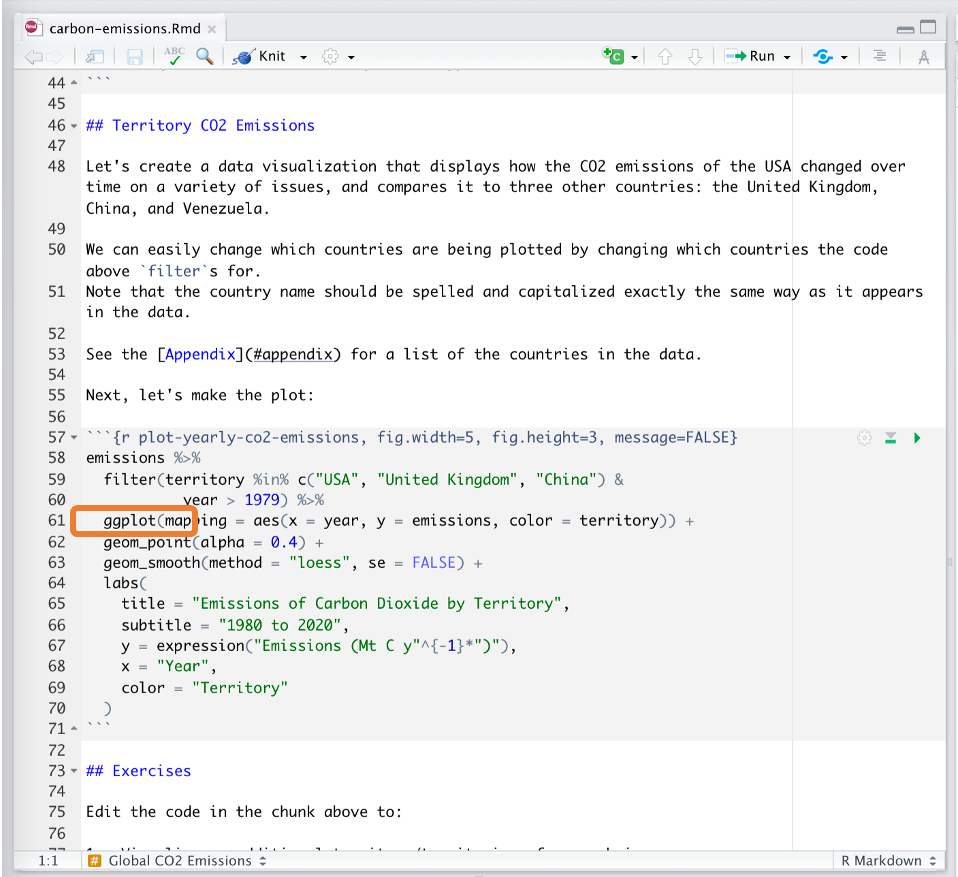 carbon-emissions.Rmd
ABC Knit Run
44 ```
45
46 ## Territory CO2 Emissions
47
48 Let's create a data visualization that displays how the CO2 emissions of the USA changed over
time on a variety of issues, and compares it to three other countries: the United Kingdom,
China, and Venezuela.
49
50 We can easily change which countries are being plotted by changing which countries the code
above `filter`s for.
51 Note that the country name should be spelled and capitalized exactly the same way as it appears
in the data.
52
53 See the [Appendix](#appendix) for a list of the countries in the data.
54
55 Next, let's make the plot:
56
57 ```{r plot-yearly-co2-emissions, fig.width=5, fig.height=3, message=FALSE}
58 emissions %>%
59 filter(territory %in% c("USA", "United Kingdom", "China") &
60 year > 1979) %>%
61 ggplot(mapping = aes(x = year, y = emissions, color = territory)) +
62 geom_point(alpha = 0.4) +
63 geom_smooth(method = "loess", se = FALSE) +
64 labs(
65 title = "Emissions of Carbon Dioxide by Territory",
66 subtitle = "1980 to 2020",
67 y = expression("Emissions (Mt C y"^{-1}*")"),
68 x = "Year",
69 color = "Territory"
70 )
71 ```
72
73 ## Exercises
74
75 Edit the code in the chunk above to:
76
1:1 # Global CO2 Emissions R Markdown